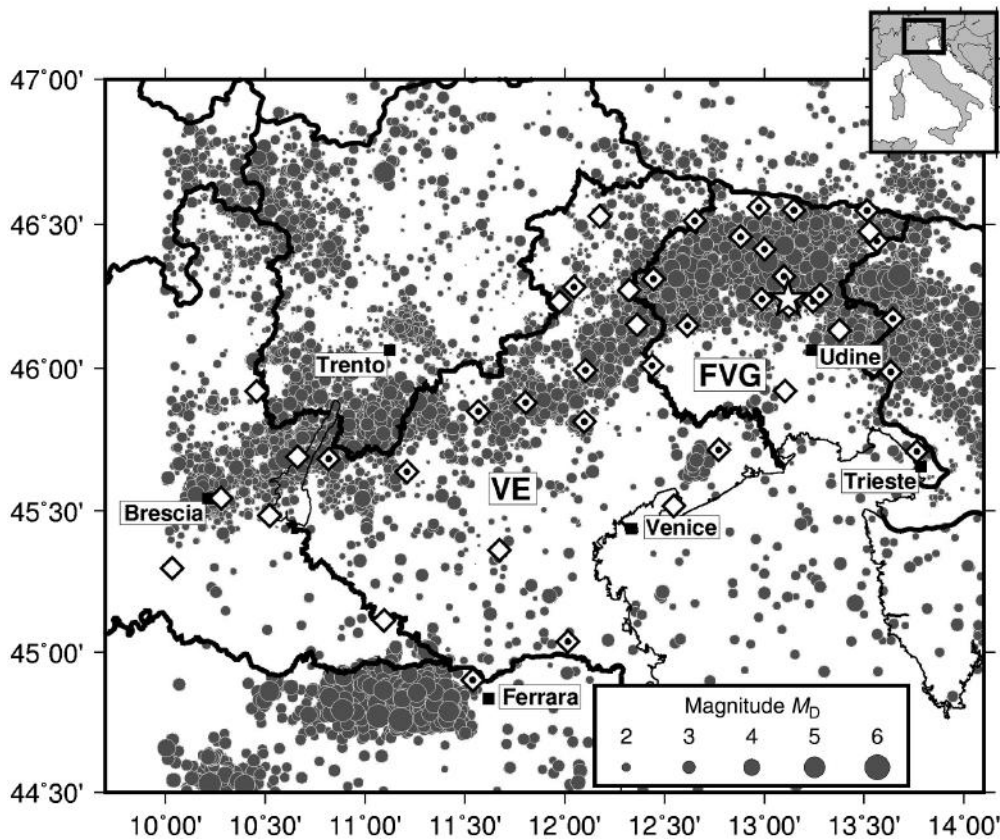 47˚00'
46˚30'
46˚00'
45˚30'
45˚00'
44˚30'
Trento
Udine
FVG
VE
Trieste
Brescia
Venice
Ferrara
Magnitude MD
2 3 4 5 6
10˚00' 10˚30' 11˚00' 11˚30' 12˚00' 12˚30' 13˚00' 13˚30' 14˚00'